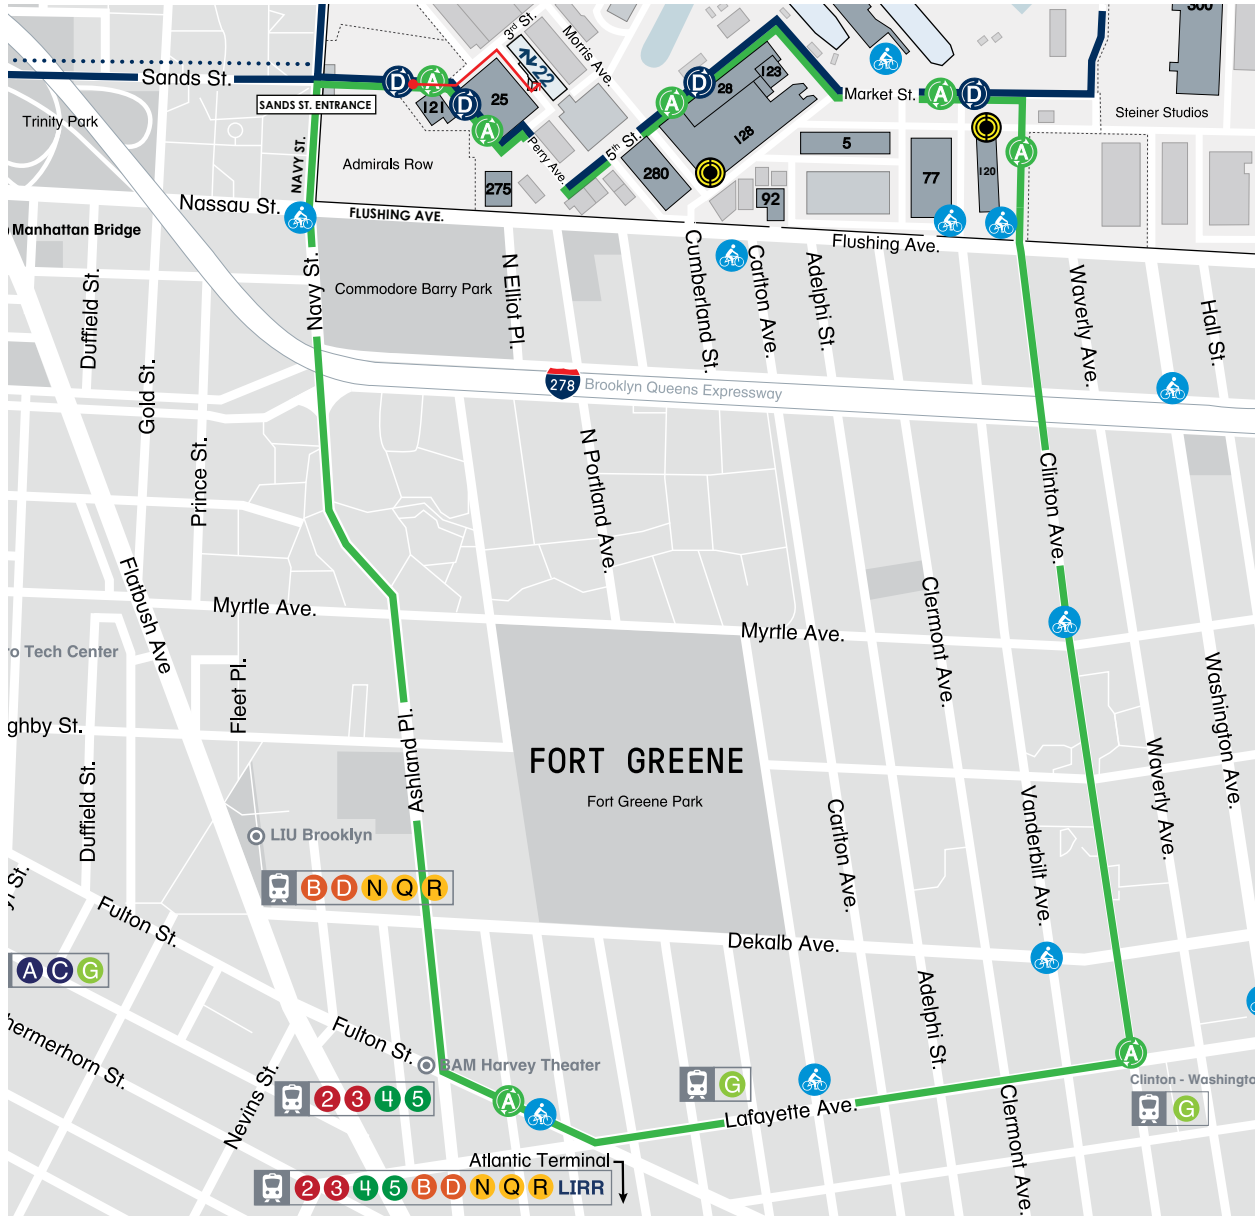 300
3rd St.
Morris Ave.
22
Sands St.
D
A
D
A
25
121
SANDS ST. ENTRANCE
Trinity Park
NAVY ST.
Admirals Row
Perry Ave.
5th St.
A
D
28
123
128
280
275
92
Market St.
A
D
5
77
120
A
Steiner Studios
Nassau St.
FLUSHING AVE.
Flushing Ave.
Manhattan Bridge
Navy St.
Commodore Barry Park
Duffield St.
Gold St.
Prince St.
N Elliot Pl.
Cumberland St.
Carlton Ave.
Adelphi St.
Waverly Ave.
Hall St.
278
Brooklyn Queens Expressway
N Portland Ave.
Clinton Ave.
Flatbush Ave
Myrtle Ave.
Myrtle Ave.
Clermont Ave.
ro Tech Center
Fleet Pl.
Washington Ave.
ghby St.
Ashland Pl.
FORT GREENE
Fort Greene Park
Duffield St.
Waverly Ave.
Vanderbilt Ave.
Carlton Ave.
LIU Brooklyn
B D N Q R
Fulton St.
Dekalb Ave.
A C G
Adelphi St.
hermerhorn St.
Fulton St.
BAM Harvey Theater
Nevins St.
2 3 4 5
A
G
Lafayette Ave.
A
Clinton - Washingto
G
Clermont Ave.
Atlantic Terminal
2 3 4 5 B D N Q R LIRR